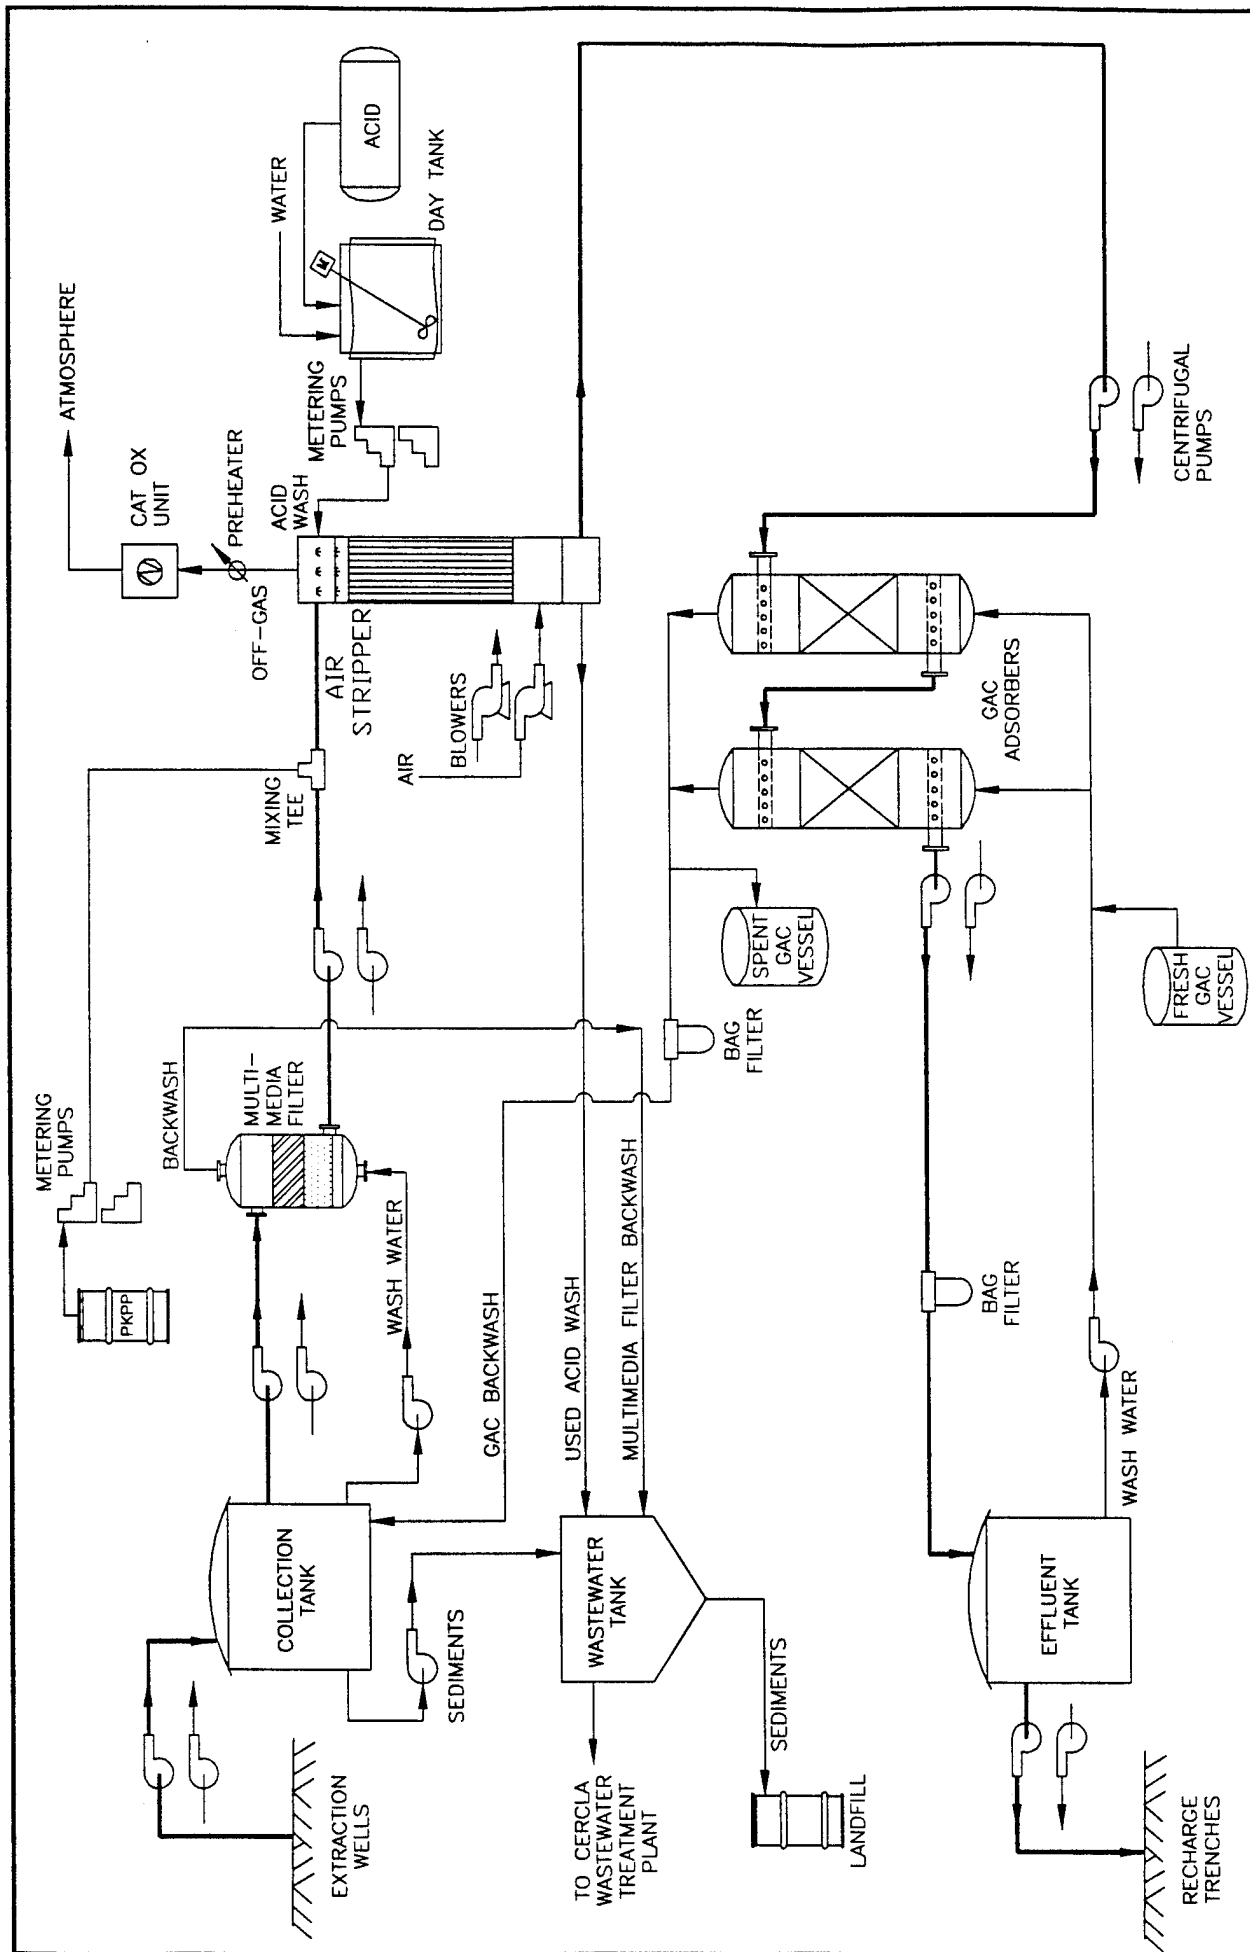 EXTRACTION
WELLS
COLLECTION
TANK
SEDIMENTS
PKPP
METERING
PUMPS
BACKWASH
MULTI-
MEDIA
FILTER
WASH WATER
MIXING
TEE
AIR
STRIPPER
OFF-GAS
PREHEATER
CAT OX
UNIT
ATMOSPHERE
ACID
WASH
METERING
PUMPS
WATER
M
DAY TANK
ACID
BLOWERS
AIR
GAC BACKWASH
USED ACID WASH
MULTIMEDIA FILTER BACKWASH
WASTEWATER
TANK
TO CERCLA
WASTEWATER
TREATMENT
PLANT
SEDIMENTS
LANDFILL
BAG
FILTER
SPENT
GAC
VESSEL
GAC
ADSORBERS
CENTRIFUGAL
PUMPS
FRESH
GAC
VESSEL
BAG
FILTER
WASH WATER
EFFLUENT
TANK
RECHARGE
TRENCHES